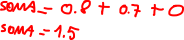 SOMA = 0.8 + 0.7 + 0
SOMA = 1.5